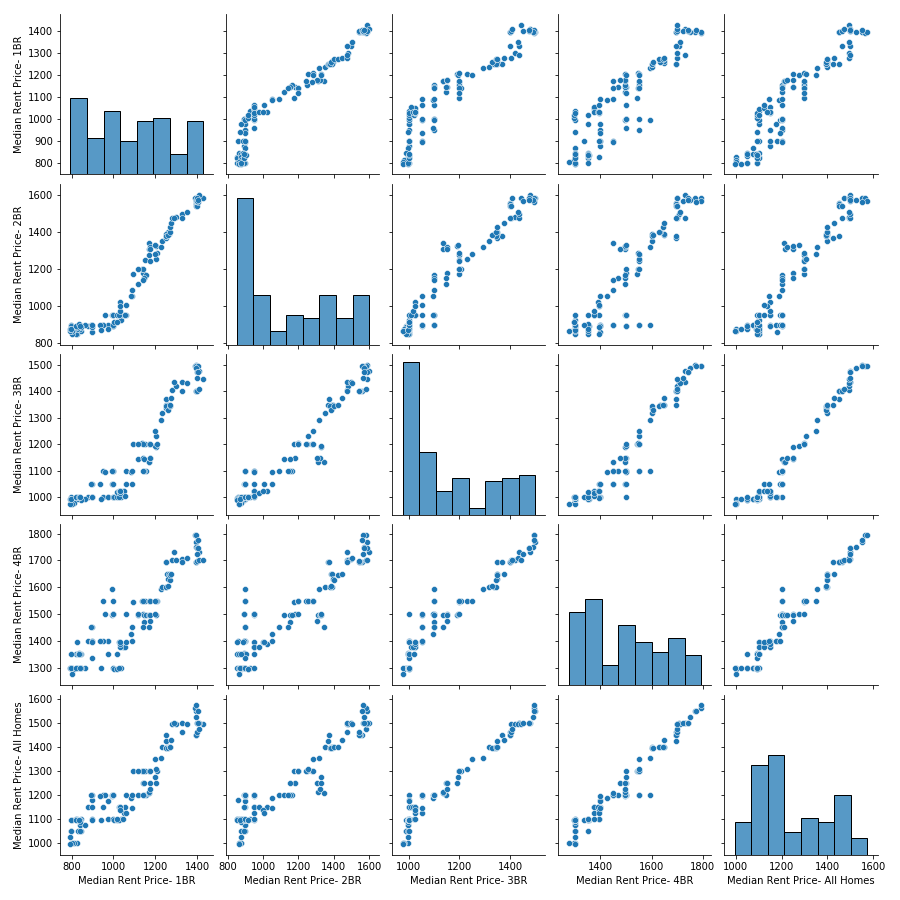 Median Rent Price- 1BR
1400
1300
1200
1100
1000
900
800
Median Rent Price- 2BR
1600
1400
1200
1000
800
Median Rent Price- 3BR
1500
1400
1300
1200
1100
1000
Median Rent Price- 4BR
1800
1700
1600
1500
1400
1300
Median Rent Price- All Homes
1600
1500
1400
1300
1200
1100
1000
800 1000 1200 1400
800 1000 1200 1400 1600
1000 1200 1400
1400 1600 1800
1000 1200 1400 1600
Median Rent Price- 1BR
Median Rent Price- 2BR
Median Rent Price- 3BR
Median Rent Price- 4BR
Median Rent Price- All Homes